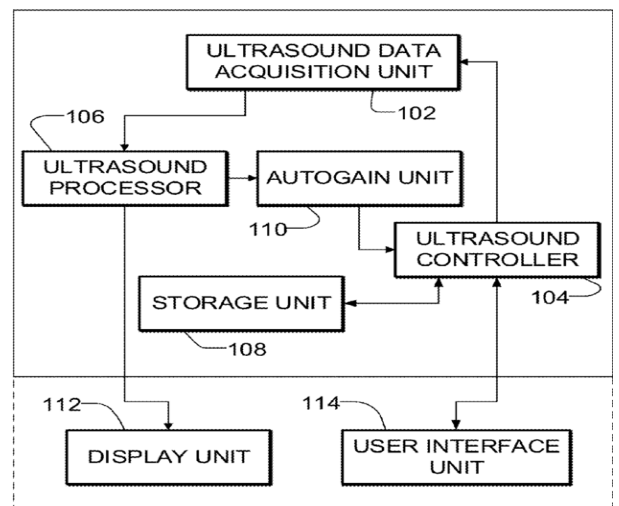 ULTRASOUND DATA
ACQUISITION UNIT
102
106
ULTRASOUND
PROCESSOR
AUTOGAIN UNIT
110
ULTRASOUND
CONTROLLER
104
STORAGE UNIT
108
112
DISPLAY UNIT
114
USER INTERFACE
UNIT